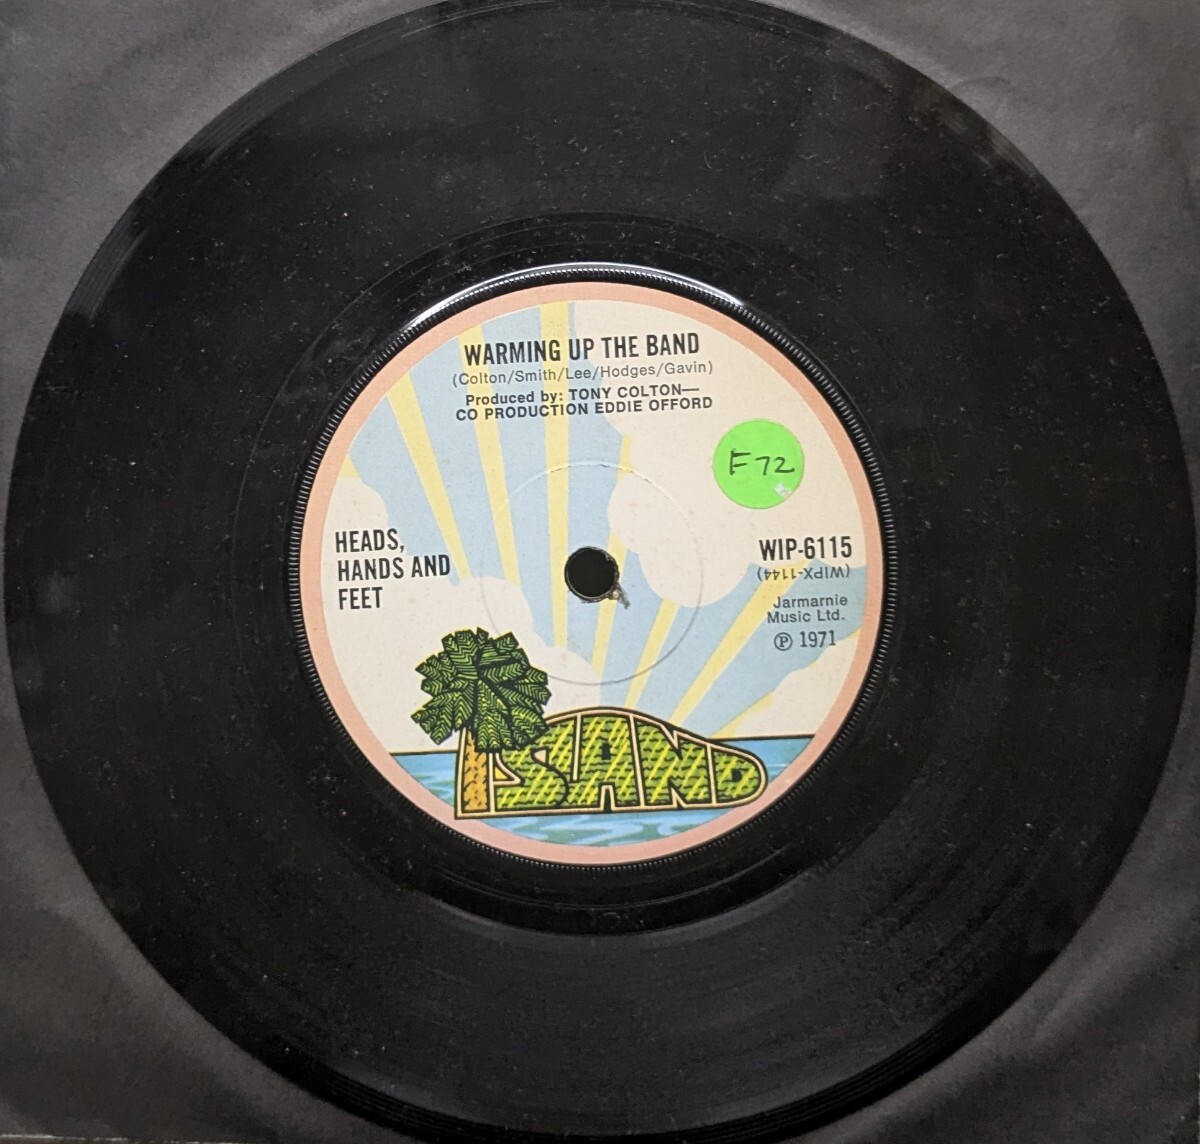 WARMING UP THE BAND
(Colton/Smith/Lee/Hodges/Gavin)
Produced by: TONY COLTON—
CO PRODUCTION EDDIE OFFORD
F72
HEADS,
HANDS AND
FEET
WIP-6115
(WIPX-1144)
Jarmarnie
Music Ltd.
Ⓟ 1971
ISLAND